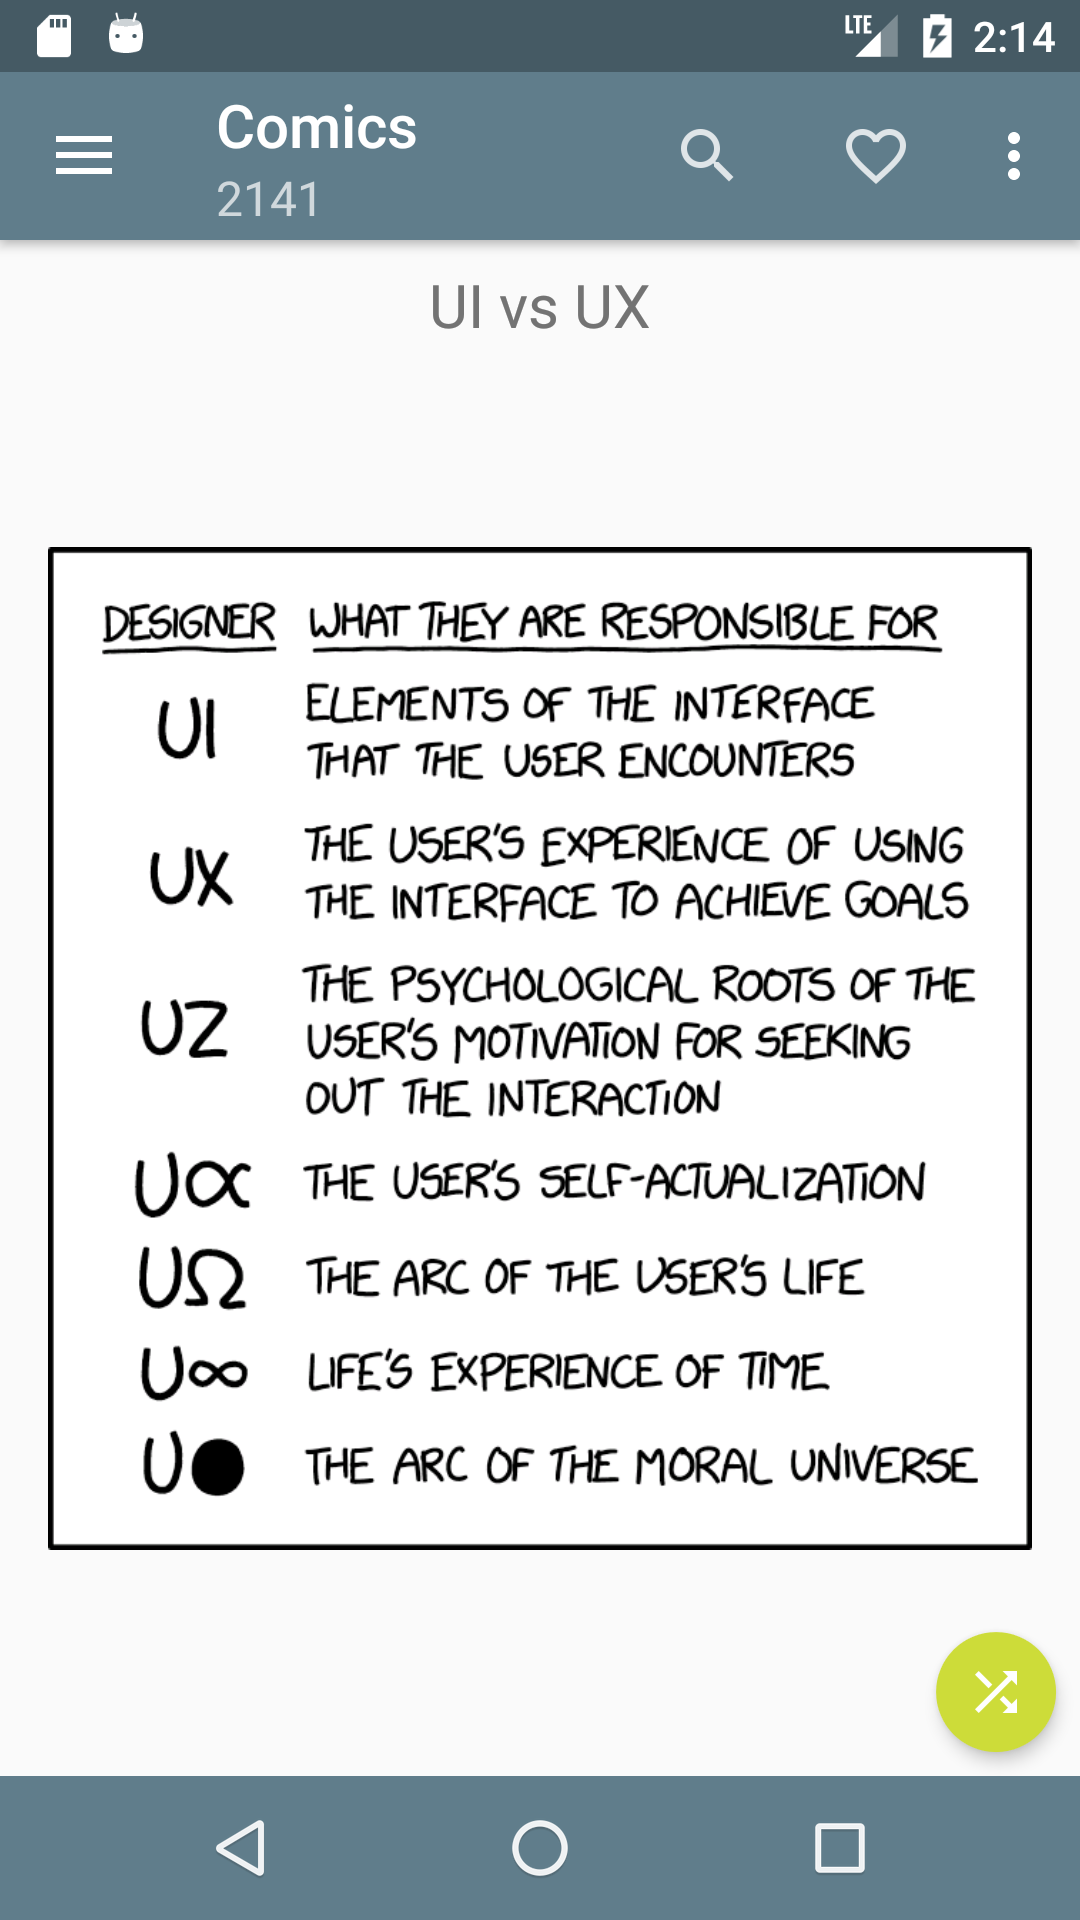 LTE 2:14
Comics
2141
UI vs UX
DESIGNER WHAT THEY ARE RESPONSIBLE FOR
UI ELEMENTS OF THE INTERFACE
THAT THE USER ENCOUNTERS
UX THE USER'S EXPERIENCE OF USING
THE INTERFACE TO ACHIEVE GOALS
UZ THE PSYCHOLOGICAL ROOTS OF THE
USER'S MOTIVATION FOR SEEKING
OUT THE INTERACTION
U∝ THE USER'S SELF-ACTUALIZATION
UΩ THE ARC OF THE USER'S LIFE
U∞ LIFE'S EXPERIENCE OF TIME
U● THE ARC OF THE MORAL UNIVERSE